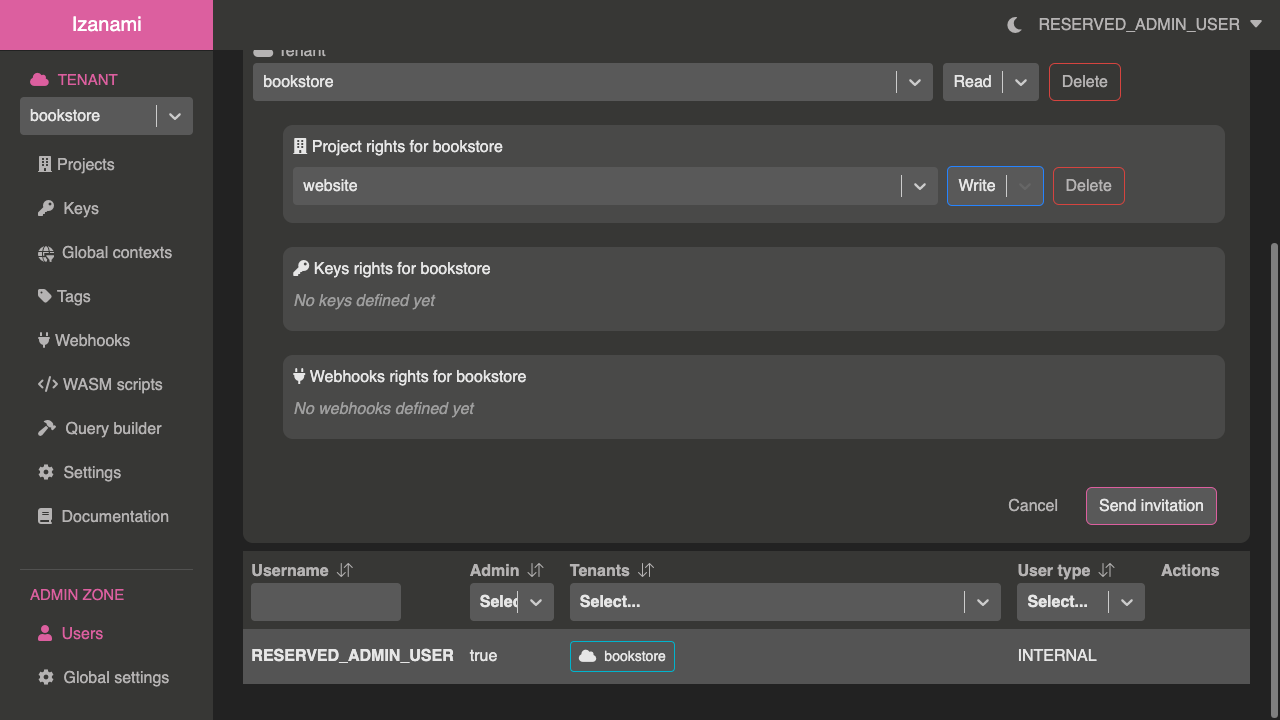 Izanami
RESERVED_ADMIN_USER
TENANT
bookstore
Projects
Keys
Global contexts
Tags
Webhooks
WASM scripts
Query builder
Settings
Documentation
ADMIN ZONE
Users
Global settings
Tenant
bookstore Read Delete
Project rights for bookstore
website Write Delete
Keys rights for bookstore
No keys defined yet
Webhooks rights for bookstore
No webhooks defined yet
Cancel Send invitation
Username Admin Tenants User type Actions
Selec Select... Select...
RESERVED_ADMIN_USER true bookstore INTERNAL